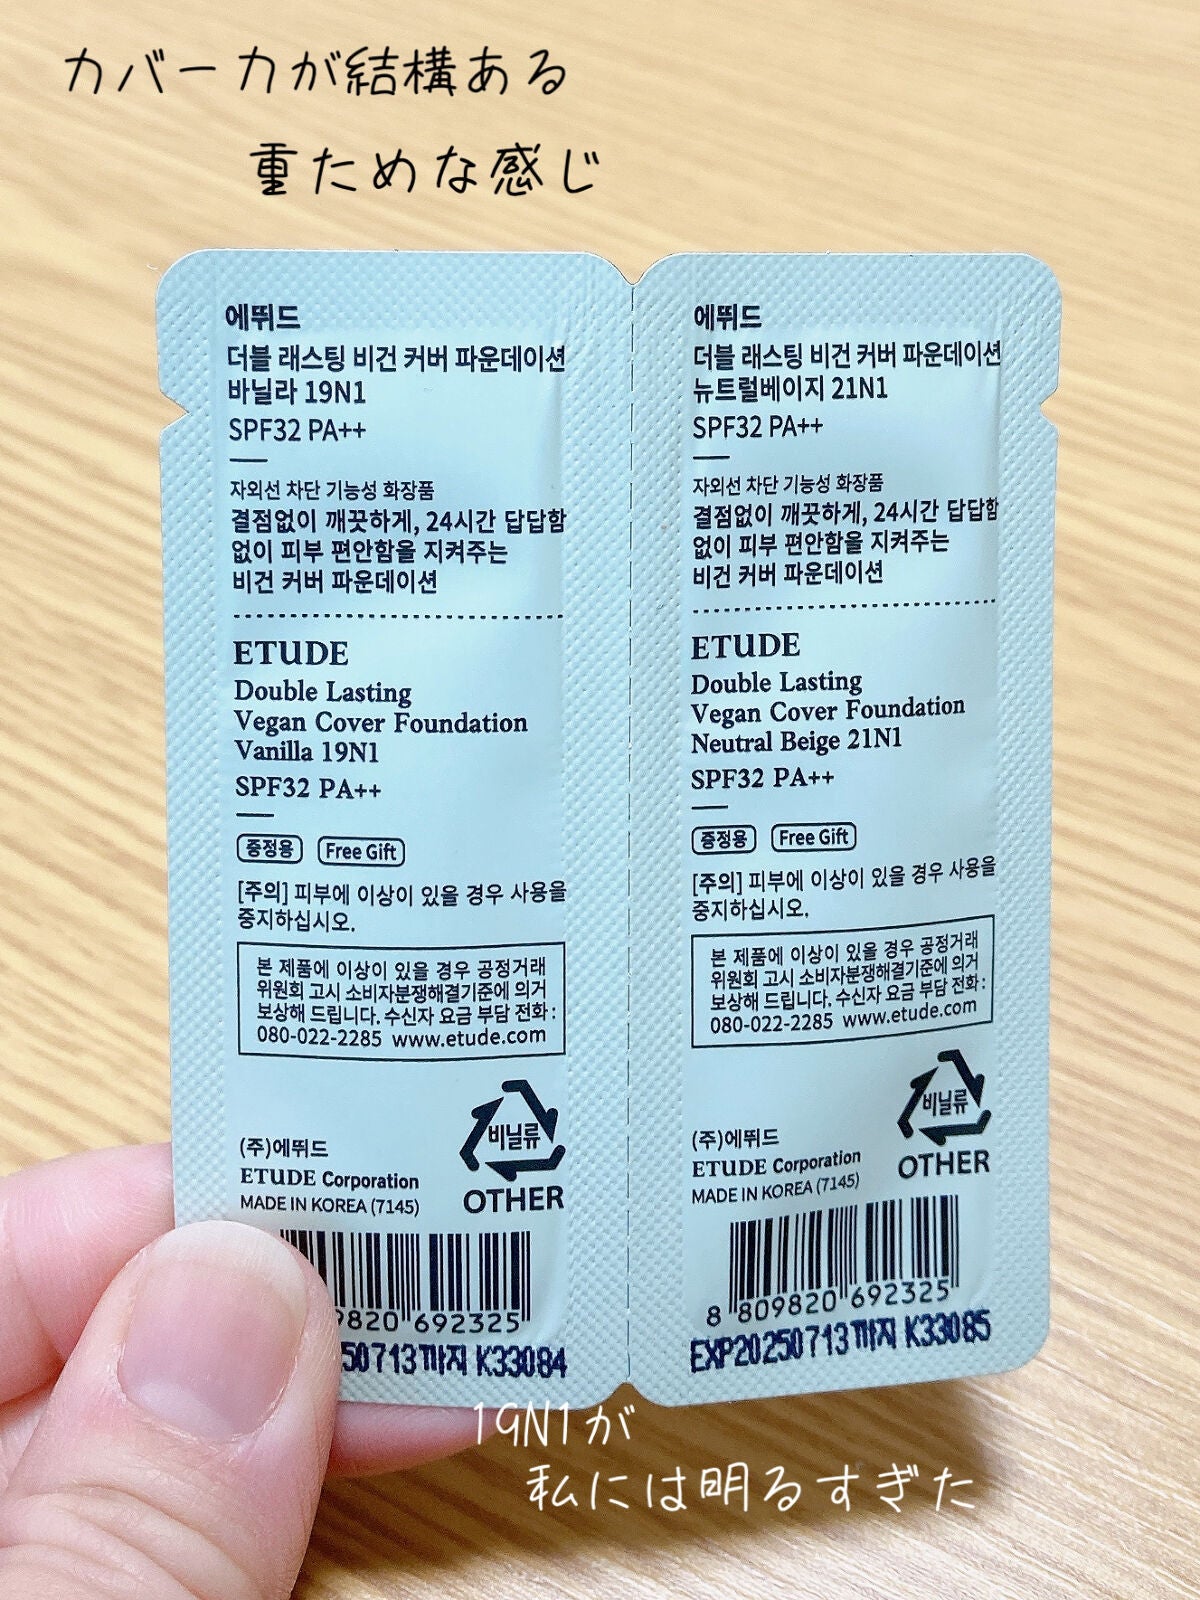 カバー力が結構ある
重ためな感じ
에뛰드
더블 래스팅 비건 커버 파운데이션
바닐라 19N1
SPF32 PA++
자외선 차단 기능성 화장품
결점없이 깨끗하게, 24시간 답답함
없이 피부 편안함을 지켜주는
비건 커버 파운데이션
ETUDE
Double Lasting
Vegan Cover Foundation
Vanilla 19N1
SPF32 PA++
증정용 Free Gift
[주의] 피부에 이상이 있을 경우 사용을
중지하십시오.
본 제품에 이상이 있을 경우 공정거래
위원회 고시 소비자분쟁해결기준에 의거
보상해 드립니다. 수신자 요금 부담 전화 :
080-022-2285 www.etude.com
비닐류
OTHER
(주)에뛰드
ETUDE Corporation
MADE IN KOREA (7145)
9820 692325
50713까지 K33084
에뛰드
더블 래스팅 비건 커버 파운데이션
뉴트럴베이지 21N1
SPF32 PA++
자외선 차단 기능성 화장품
결점없이 깨끗하게, 24시간 답답함
없이 피부 편안함을 지켜주는
비건 커버 파운데이션
ETUDE
Double Lasting
Vegan Cover Foundation
Neutral Beige 21N1
SPF32 PA++
증정용 Free Gift
[주의] 피부에 이상이 있을 경우 사용을
중지하십시오.
본 제품에 이상이 있을 경우 공정거래
위원회 고시 소비자분쟁해결기준에 의거
보상해 드립니다. 수신자 요금 부담 전화 :
080-022-2285 www.etude.com
비닐류
OTHER
(주)에뛰드
ETUDE Corporation
MADE IN KOREA (7145)
8 809820 692325
EXP20250713까지 K33085
19N1が
私には明るすぎた